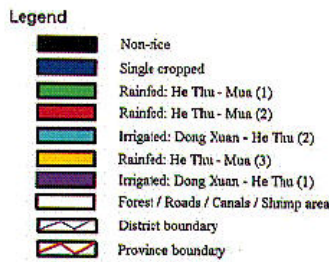 Legend
Non-rice
Single cropped
Rainfed: He Thu - Mua (1)
Rainfed: He Thu - Mua (2)
Irrigated: Dong Xuan - He Thu (2)
Rainfed: He Thu - Mua (3)
Irrigated: Dong Xuan - He Thu (1)
Forest / Roads / Canals / Shrimp area
District boundary
Province boundary